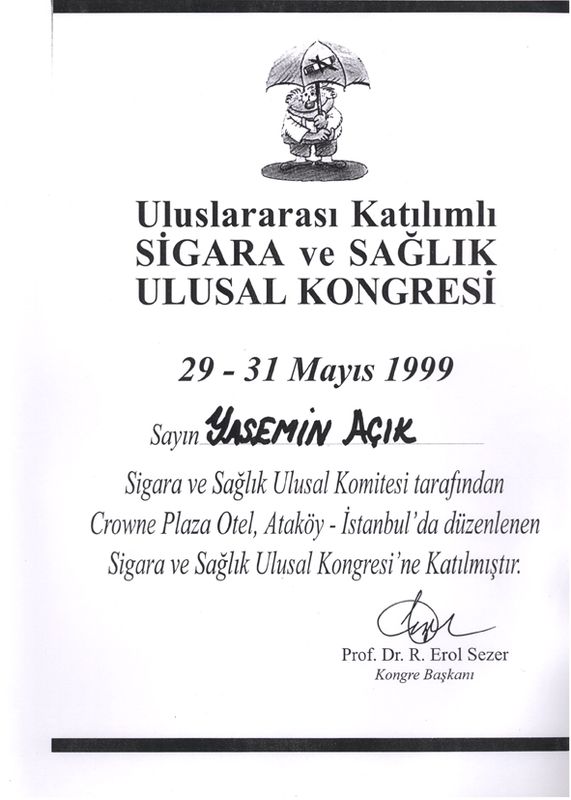 Uluslararası Katılımlı
SİGARA ve SAĞLIK
ULUSAL KONGRESİ
29 - 31 Mayıs 1999
Sayın YASEMİN AÇIK
Sigara ve Sağlık Ulusal Komitesi tarafından
Crowne Plaza Otel, Ataköy - İstanbul'da düzenlenen
Sigara ve Sağlık Ulusal Kongresi'ne Katılmıştır.
Prof. Dr. R. Erol Sezer
Kongre Başkanı